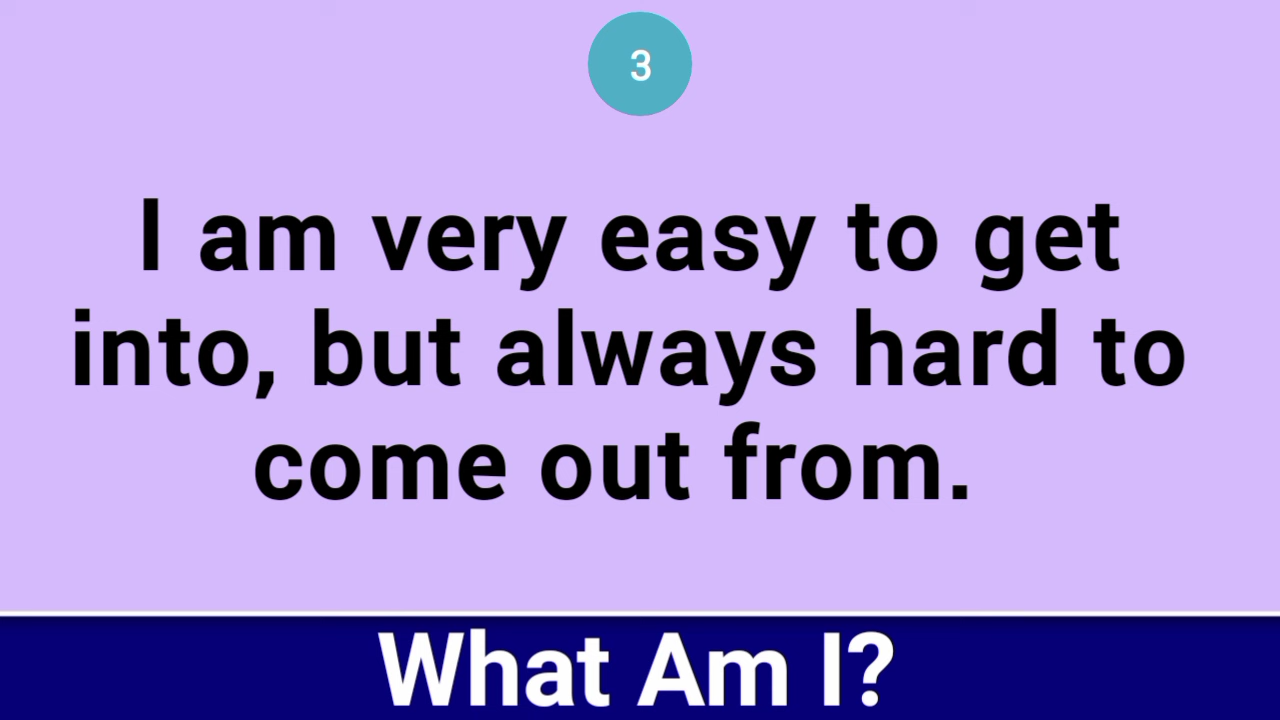 3
I am very easy to get
into, but always hard to
come out from.
What Am I?